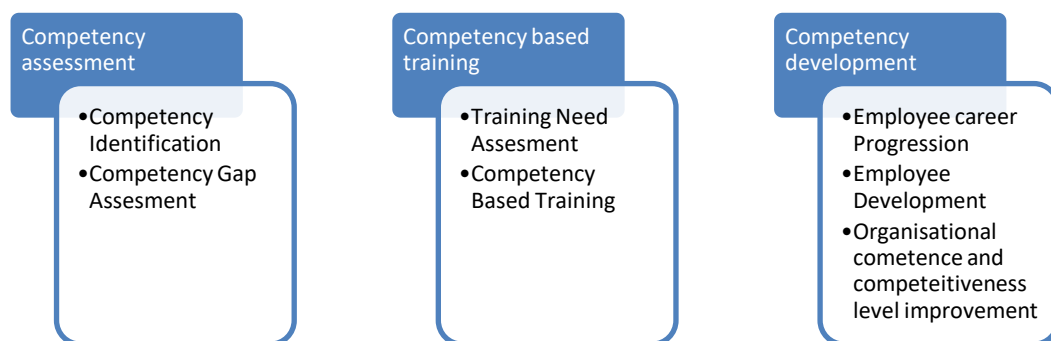 Competency
assessment
•Competency
Identification
•Competency Gap
Assesment
Competency based
training
•Training Need
Assesment
•Competency
Based Training
Competency
development
•Employee career
Progression
•Employee
Development
•Organisational
cometence and
competeitiveness
level improvement